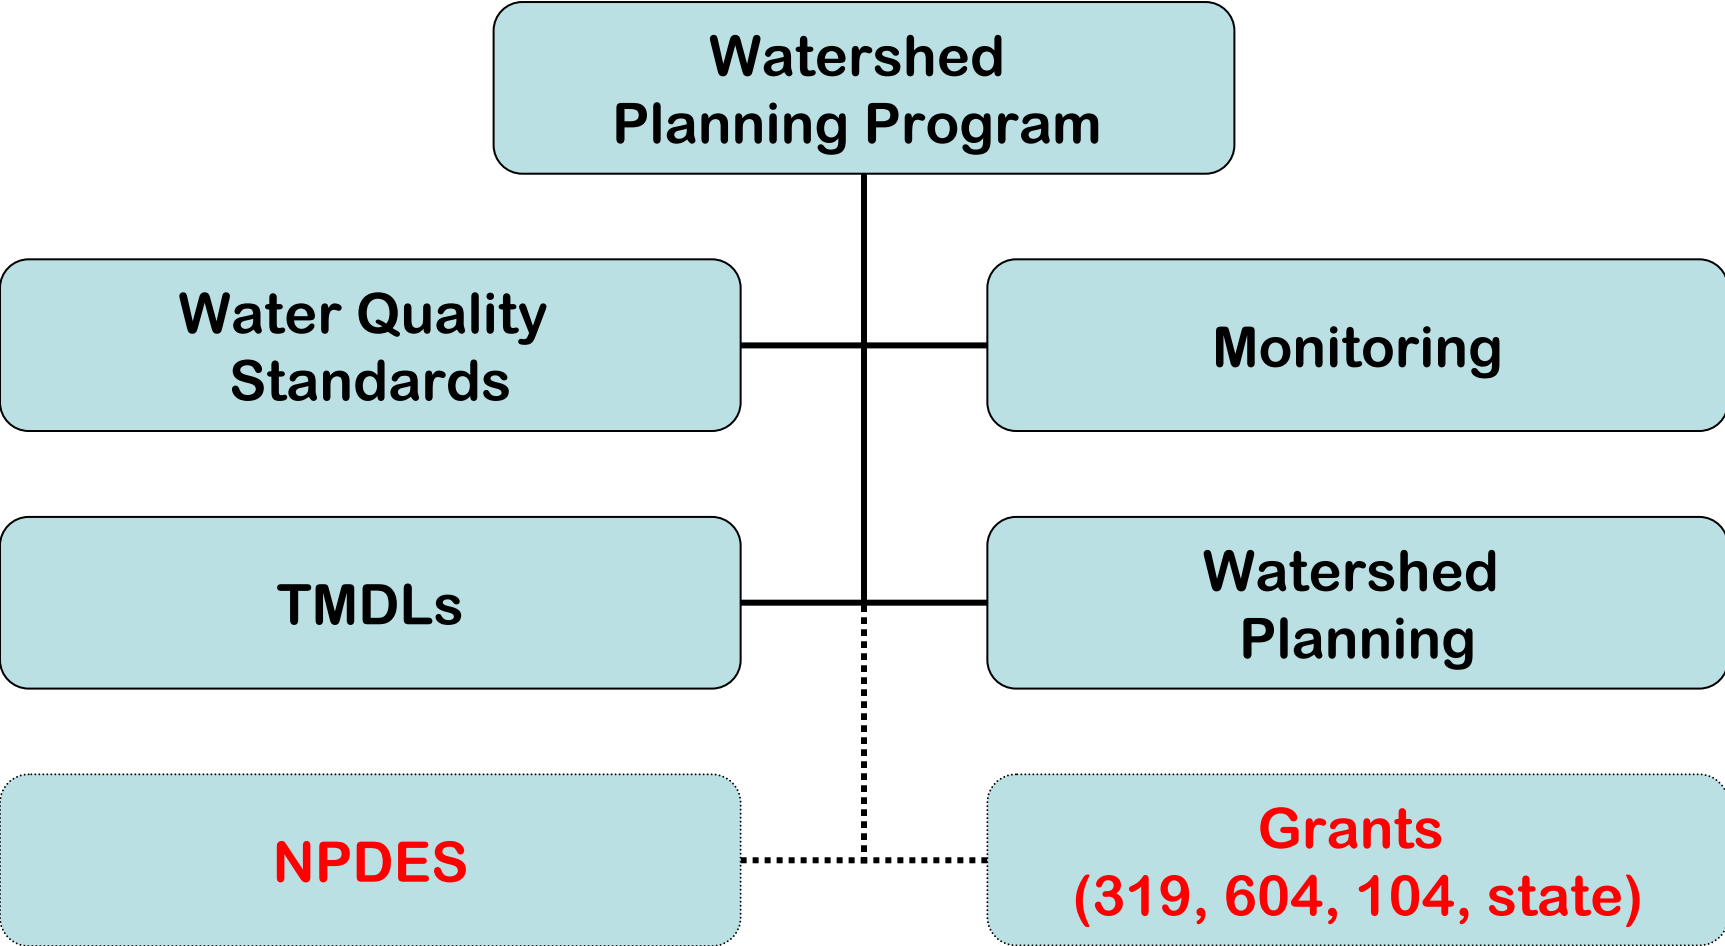 Watershed
Planning Program
Water Quality
Standards
Monitoring
TMDLs
Watershed
Planning
NPDES
Grants
(319, 604, 104, state)